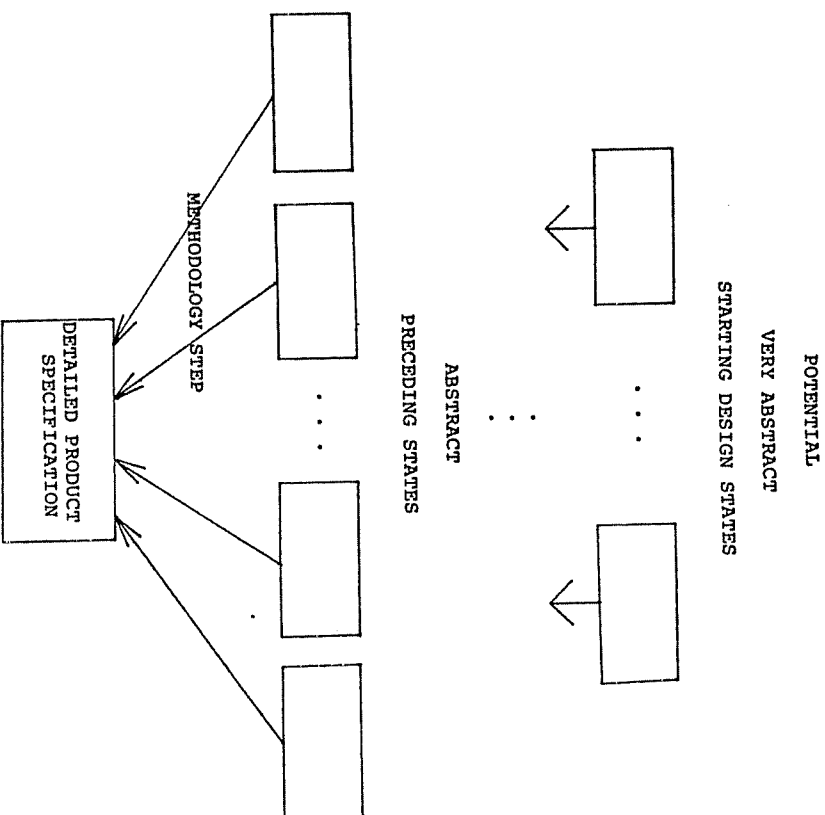 POTENTIAL
VERY ABSTRACT
STARTING DESIGN STATES
ABSTRACT
PRECEDING STATES
METHODOLOGY STEP
DETAILED PRODUCT
SPECIFICATION